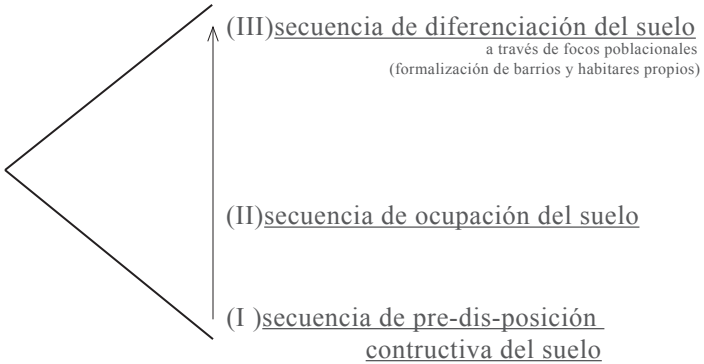 (III)secuencia de diferenciación del suelo
a través de focos poblacionales
(formalización de barrios y habitares propios)
(II)secuencia de ocupación del suelo
(I )secuencia de pre-dis-posición
contructiva del suelo